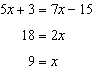 5x + 3 = 7x − 15
18 = 2x
9 = x